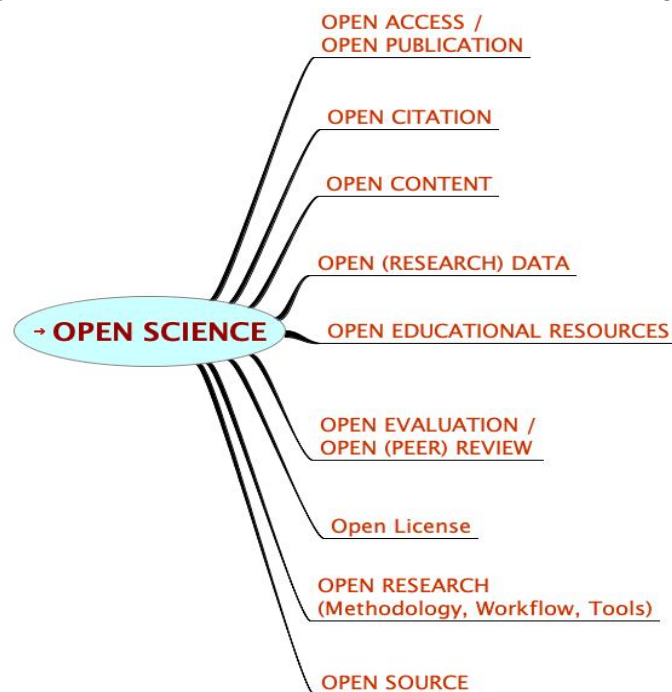 OPEN ACCESS /
OPEN PUBLICATION
OPEN CITATION
OPEN CONTENT
OPEN (RESEARCH) DATA
→ OPEN SCIENCE
OPEN EDUCATIONAL RESOURCES
OPEN EVALUATION /
OPEN (PEER) REVIEW
Open License
OPEN RESEARCH
(Methodology, Workflow, Tools)
OPEN SOURCE